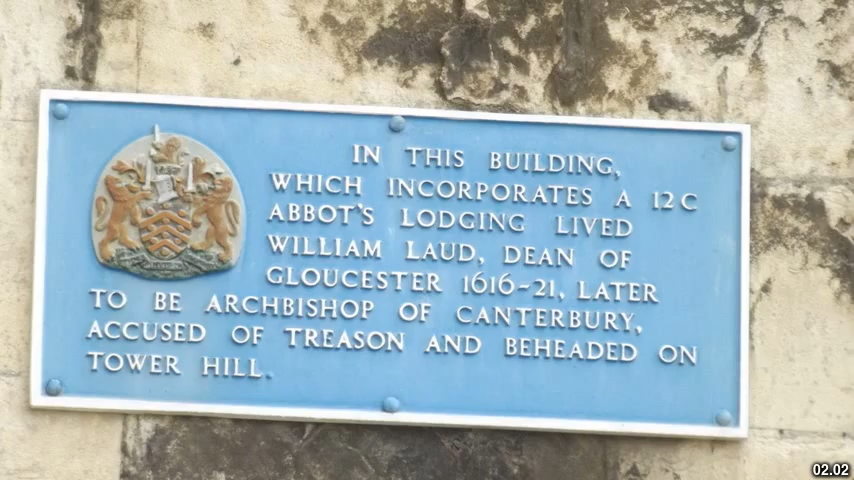 IN THIS BUILDING,
WHICH INCORPORATES A 12C
ABBOT'S LODGING LIVED
WILLIAM LAUD, DEAN OF
GLOUCESTER 1616-21, LATER
TO BE ARCHBISHOP OF CANTERBURY,
ACCUSED OF TREASON AND BEHEADED ON
TOWER HILL.
02.02